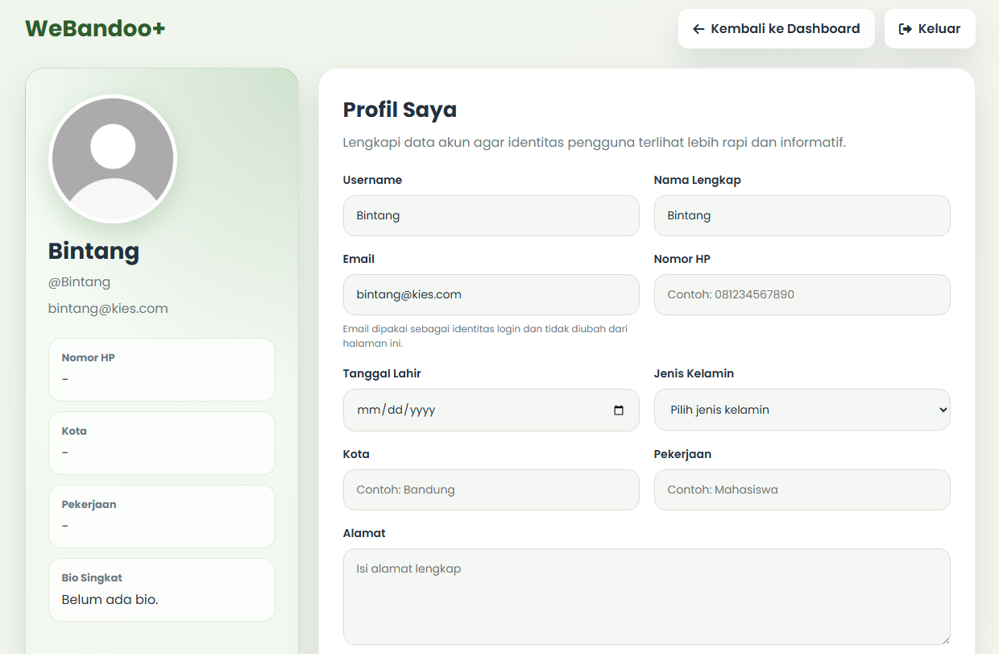 WeBandoo+
Kembali ke Dashboard
Keluar
Bintang
@Bintang
bintang@kies.com
Nomor HP
-
Kota
-
Pekerjaan
-
Bio Singkat
Belum ada bio.
Profil Saya
Lengkapi data akun agar identitas pengguna terlihat lebih rapi dan informatif.
Username
Nama Lengkap
Bintang
Bintang
Email
Nomor HP
bintang@kies.com
Contoh: 081234567890
Email dipakai sebagai identitas login dan tidak diubah dari
halaman ini.
Tanggal Lahir
Jenis Kelamin
mm/dd/yyyy
Pilih jenis kelamin
Kota
Pekerjaan
Contoh: Bandung
Contoh: Mahasiswa
Alamat
Isi alamat lengkap